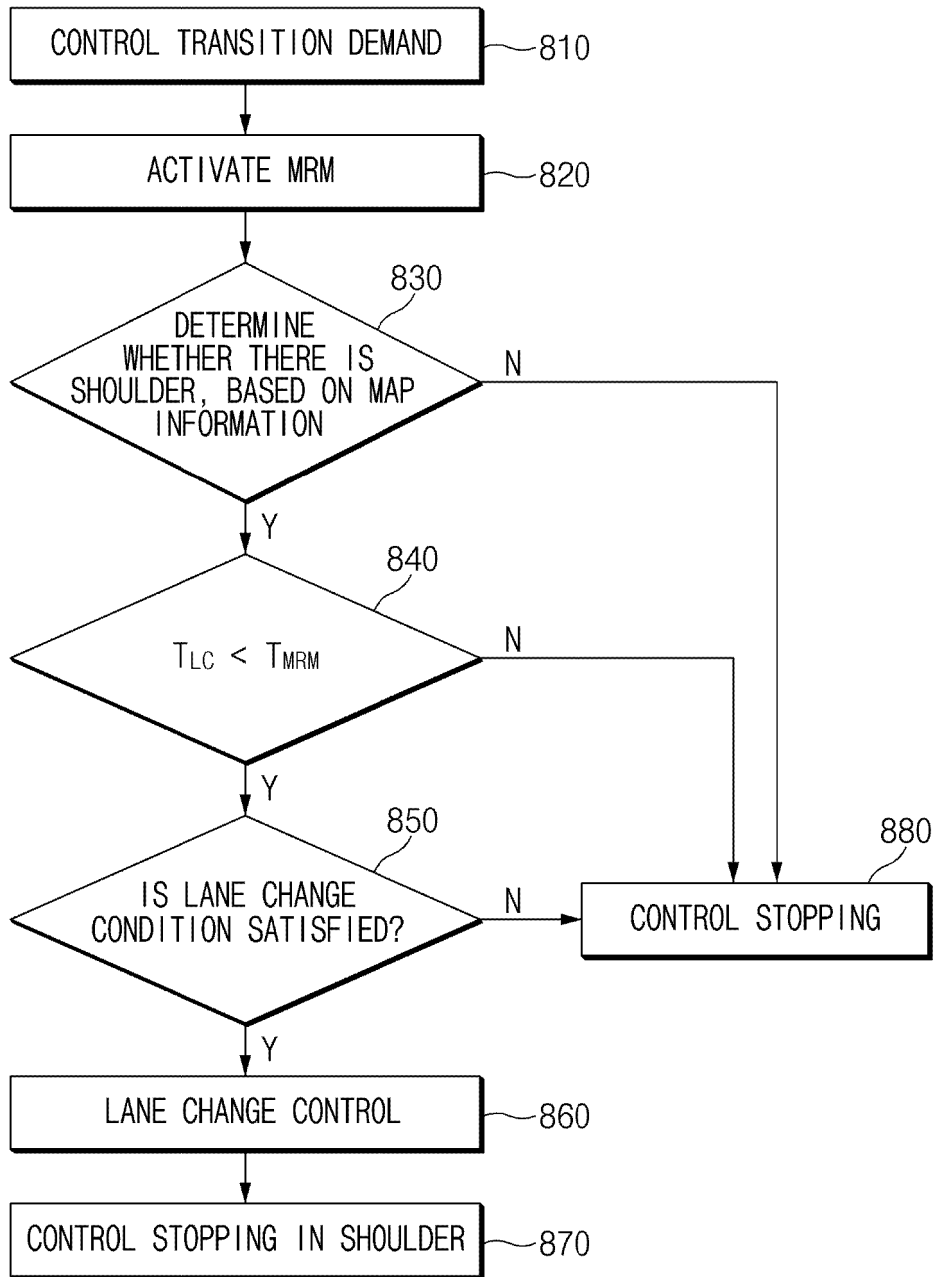 CONTROL TRANSITION DEMAND
810
ACTIVATE MRM
820
830
DETERMINE
WHETHER THERE IS
SHOULDER, BASED ON MAP
INFORMATION
N
Y
840
TLC < TMRM
N
Y
850
IS LANE CHANGE
CONDITION SATISFIED?
N
880
CONTROL STOPPING
Y
LANE CHANGE CONTROL
860
CONTROL STOPPING IN SHOULDER
870